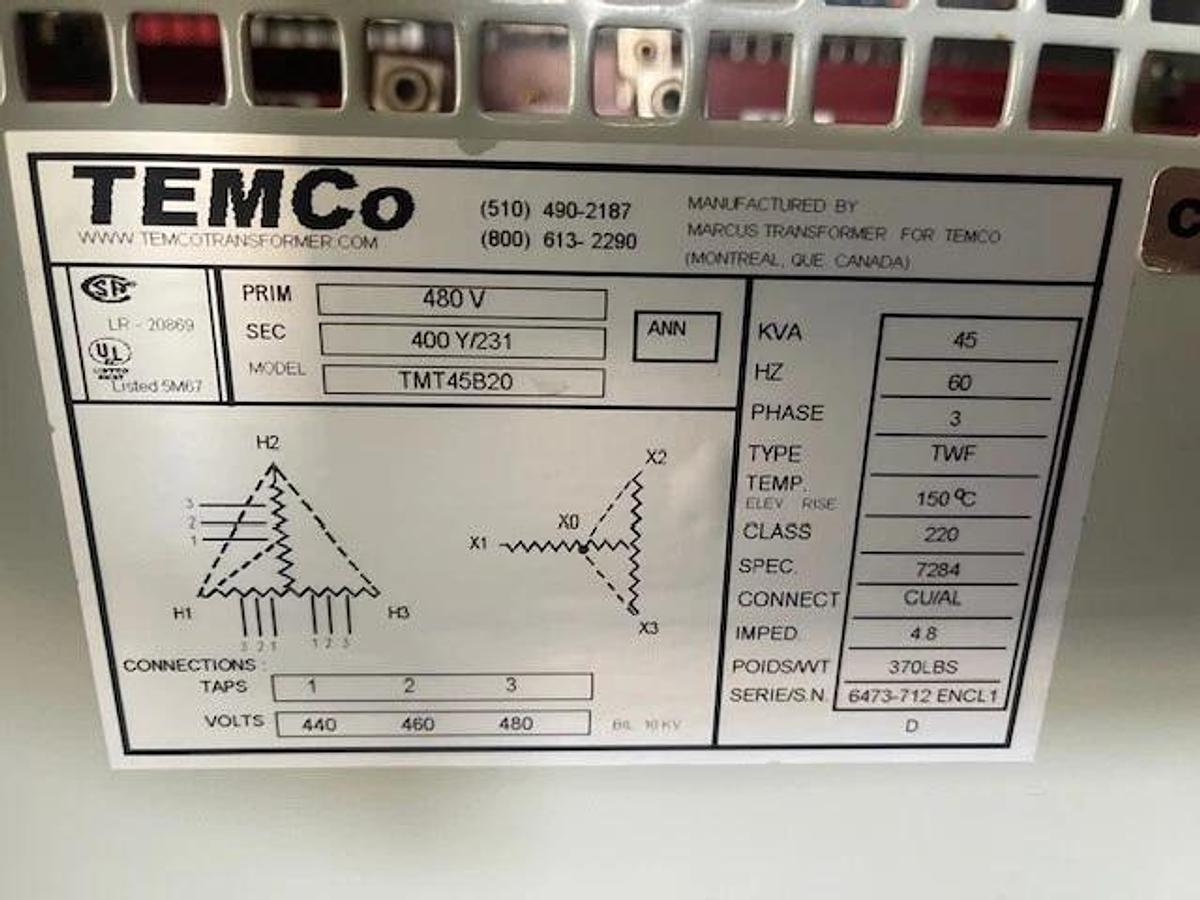 TEMCo
WWW.TEMCOTRANSFORMER.COM
(510) 490-2187
(800) 613-2290
MANUFACTURED BY
MARCUS TRANSFORMER FOR TEMCO
(MONTREAL, QUE. CANADA)
C
SA
LR - 20869
UL
Listed 5M67
PRIM 480 V
SEC 400 Y/231
MODEL TMT45B20
ANN
KVA 45
HZ 60
PHASE 3
TYPE TWF
TEMP. 150 °C
ELEV RISE
CLASS 220
SPEC. 7284
CONNECT CU/AL
IMPED. 4.8
POIDS/WT 370LBS
SERIE/S.N. 6473-712 ENCL1
D
H2
3
2
1
H1
H3
3 2 1 1 2 3
X2
X0
X1
X3
CONNECTIONS :
TAPS 1 2 3
VOLTS 440 460 480
BIL 10 KV